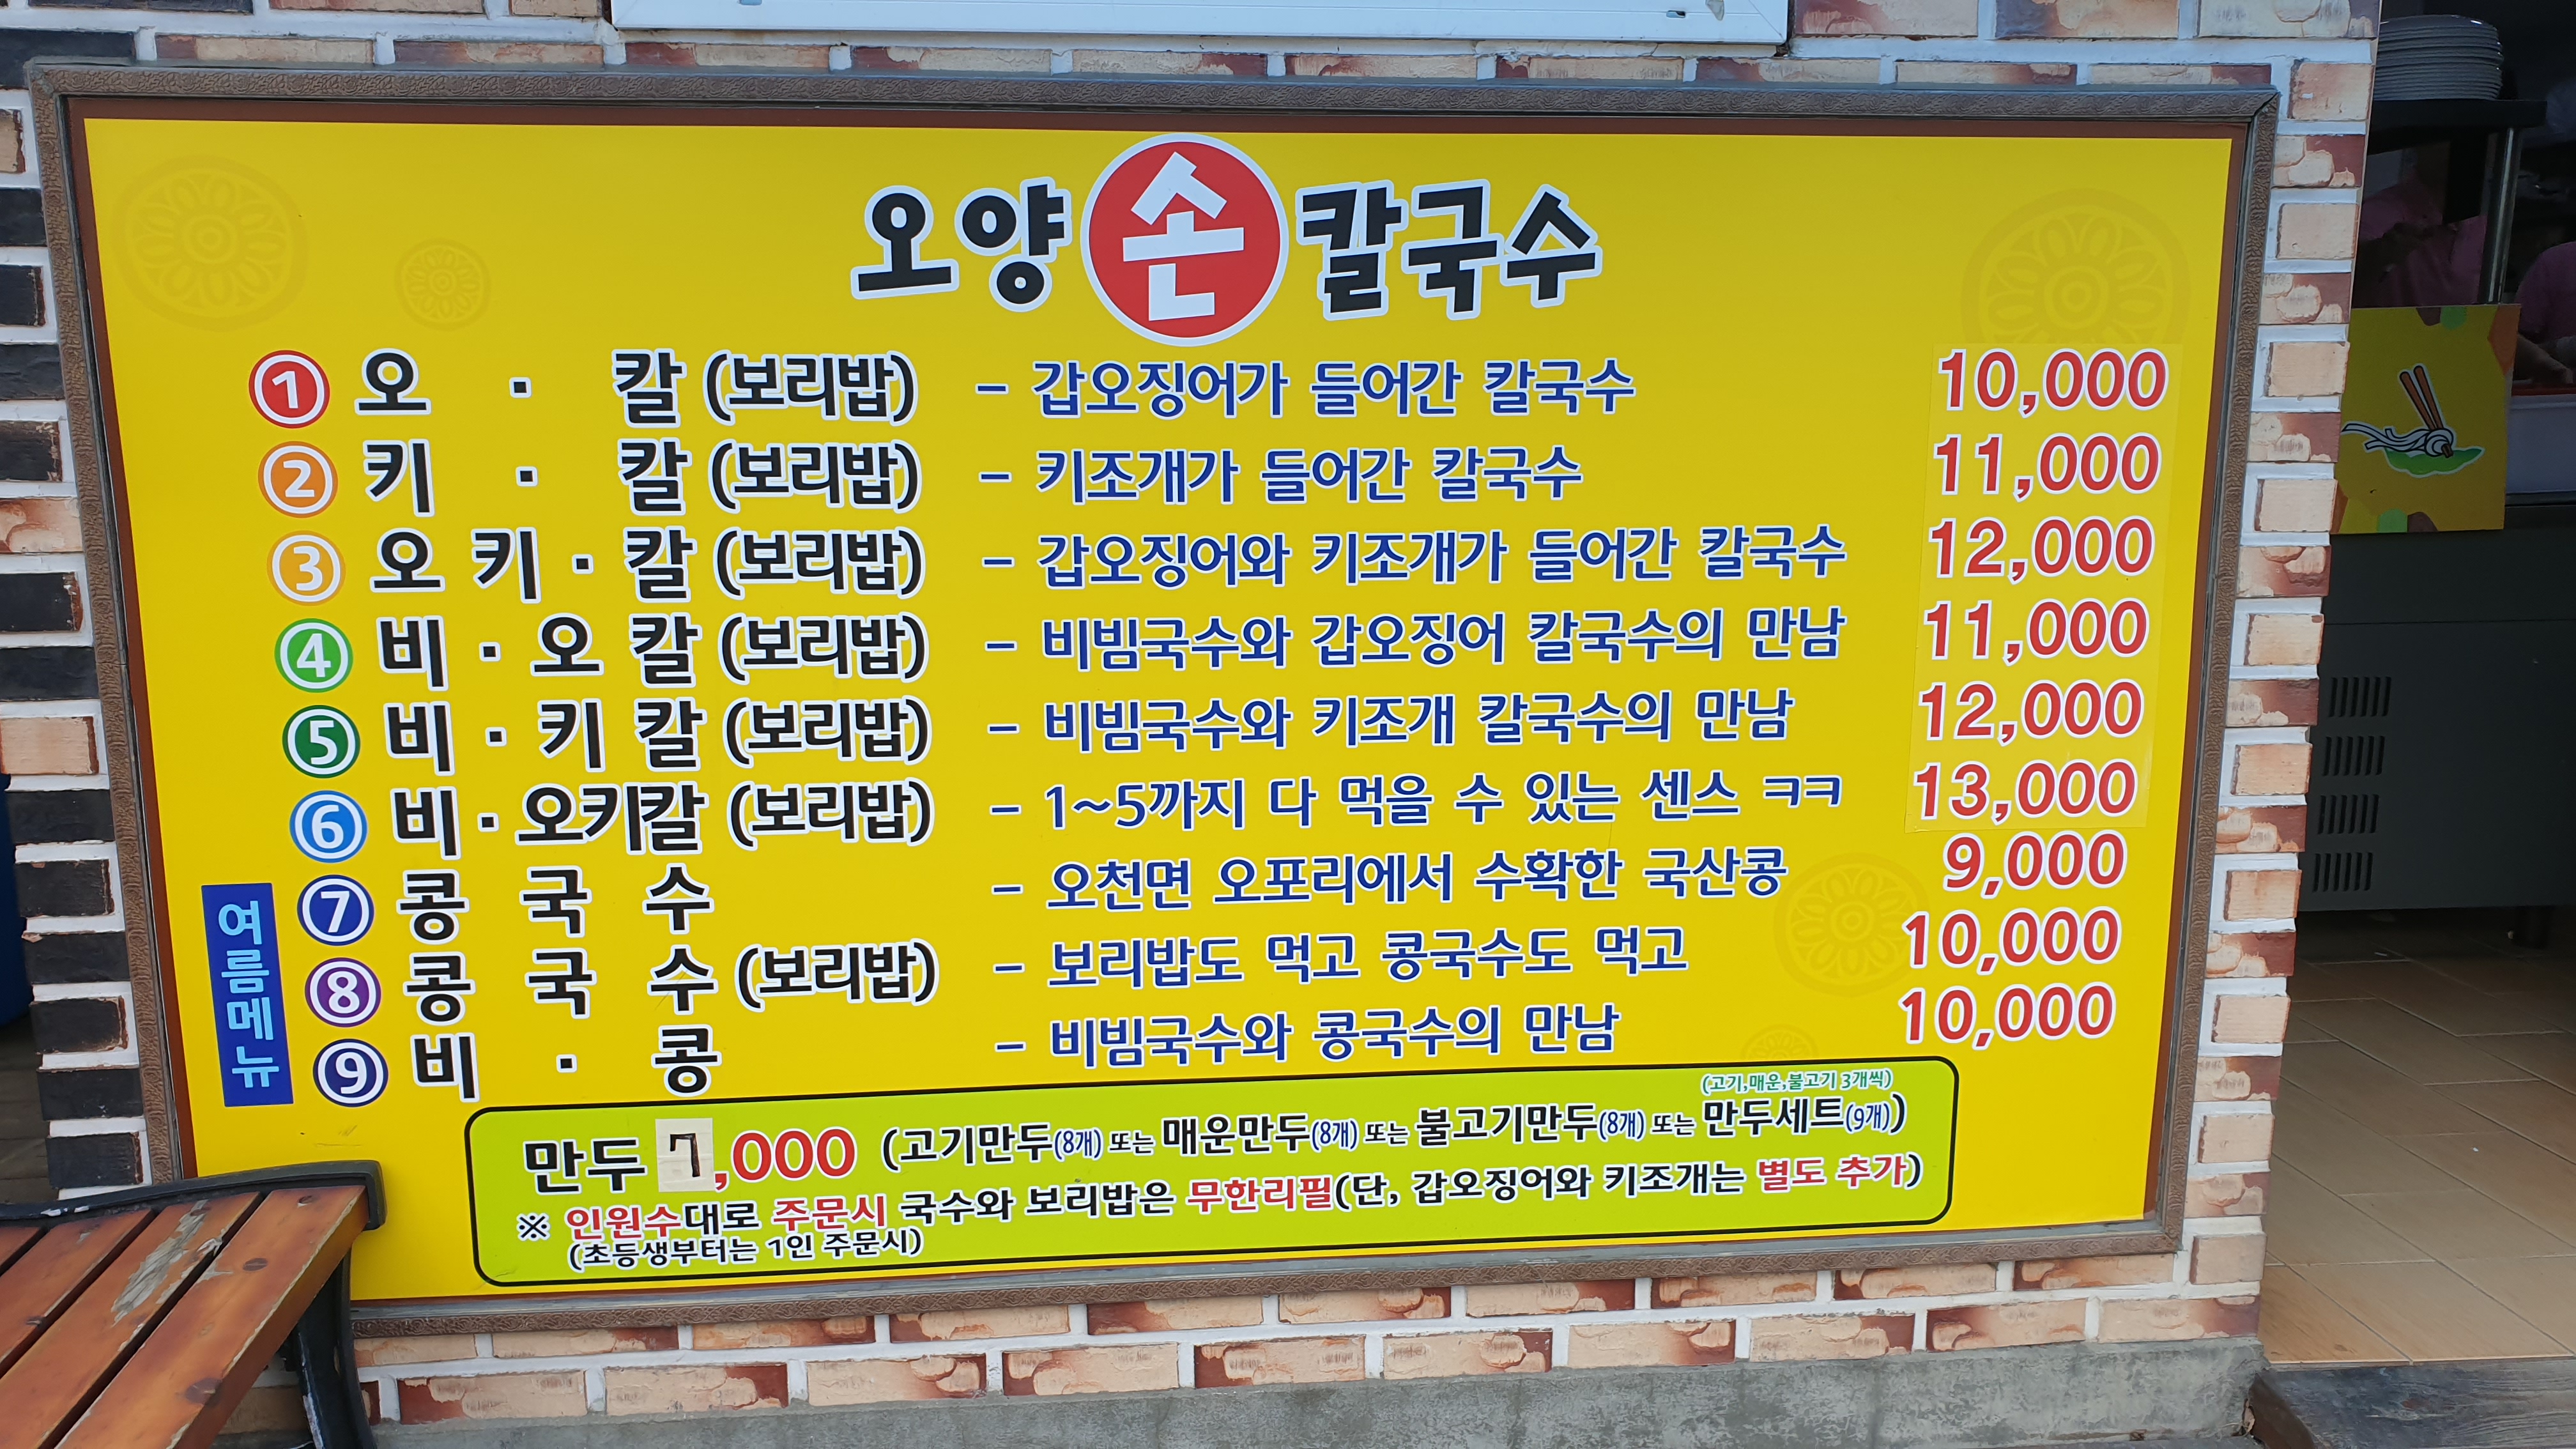 오양손칼국수
① 오 · 칼 (보리밥) - 갑오징어가 들어간 칼국수 10,000
② 키 · 칼 (보리밥) - 키조개가 들어간 칼국수 11,000
③ 오 키 · 칼 (보리밥) - 갑오징어와 키조개가 들어간 칼국수 12,000
④ 비 · 오 칼 (보리밥) - 비빔국수와 갑오징어 칼국수의 만남 11,000
⑤ 비 · 키 칼 (보리밥) - 비빔국수와 키조개 칼국수의 만남 12,000
⑥ 비 · 오키칼 (보리밥) - 1~5까지 다 먹을 수 있는 센스 ㅋㅋ 13,000
여름메뉴
⑦ 콩 국 수 - 오천면 오포리에서 수확한 국산콩 9,000
⑧ 콩 국 수 (보리밥) - 보리밥도 먹고 콩국수도 먹고 10,000
⑨ 비 · 콩 - 비빔국수와 콩국수의 만남 10,000
(고기,매운,불고기 3개씩)
만두 7,000 (고기만두(8개) 또는 매운만두(8개) 또는 불고기만두(8개) 또는 만두세트(9개))
※ 인원수대로 주문시 국수와 보리밥은 무한리필(단, 갑오징어와 키조개는 별도 추가)
(초등생부터는 1인 주문시)